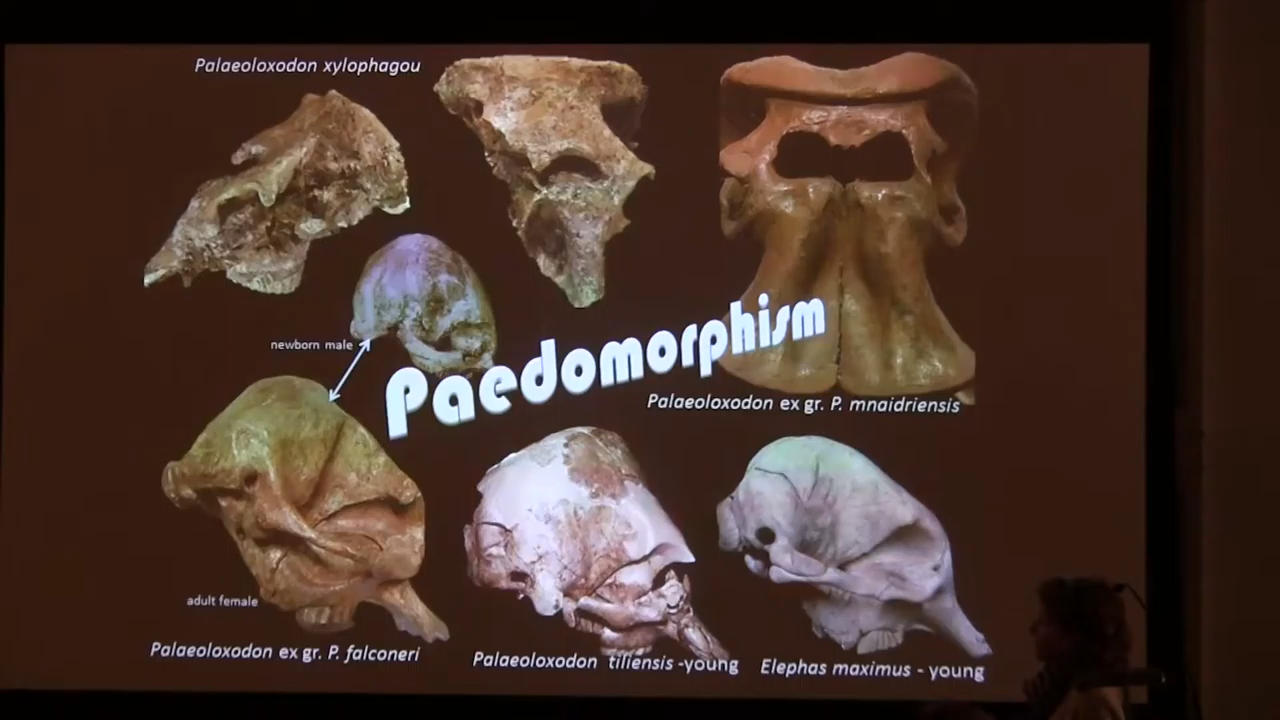 Palaeoloxodon xylophagou
newborn male
Paedomorphism
Palaeoloxodon ex gr. P. mnaidriensis
adult female
Palaeoloxodon ex gr. P. falconeri
Palaeoloxodon tiliensis -young
Elephas maximus - young